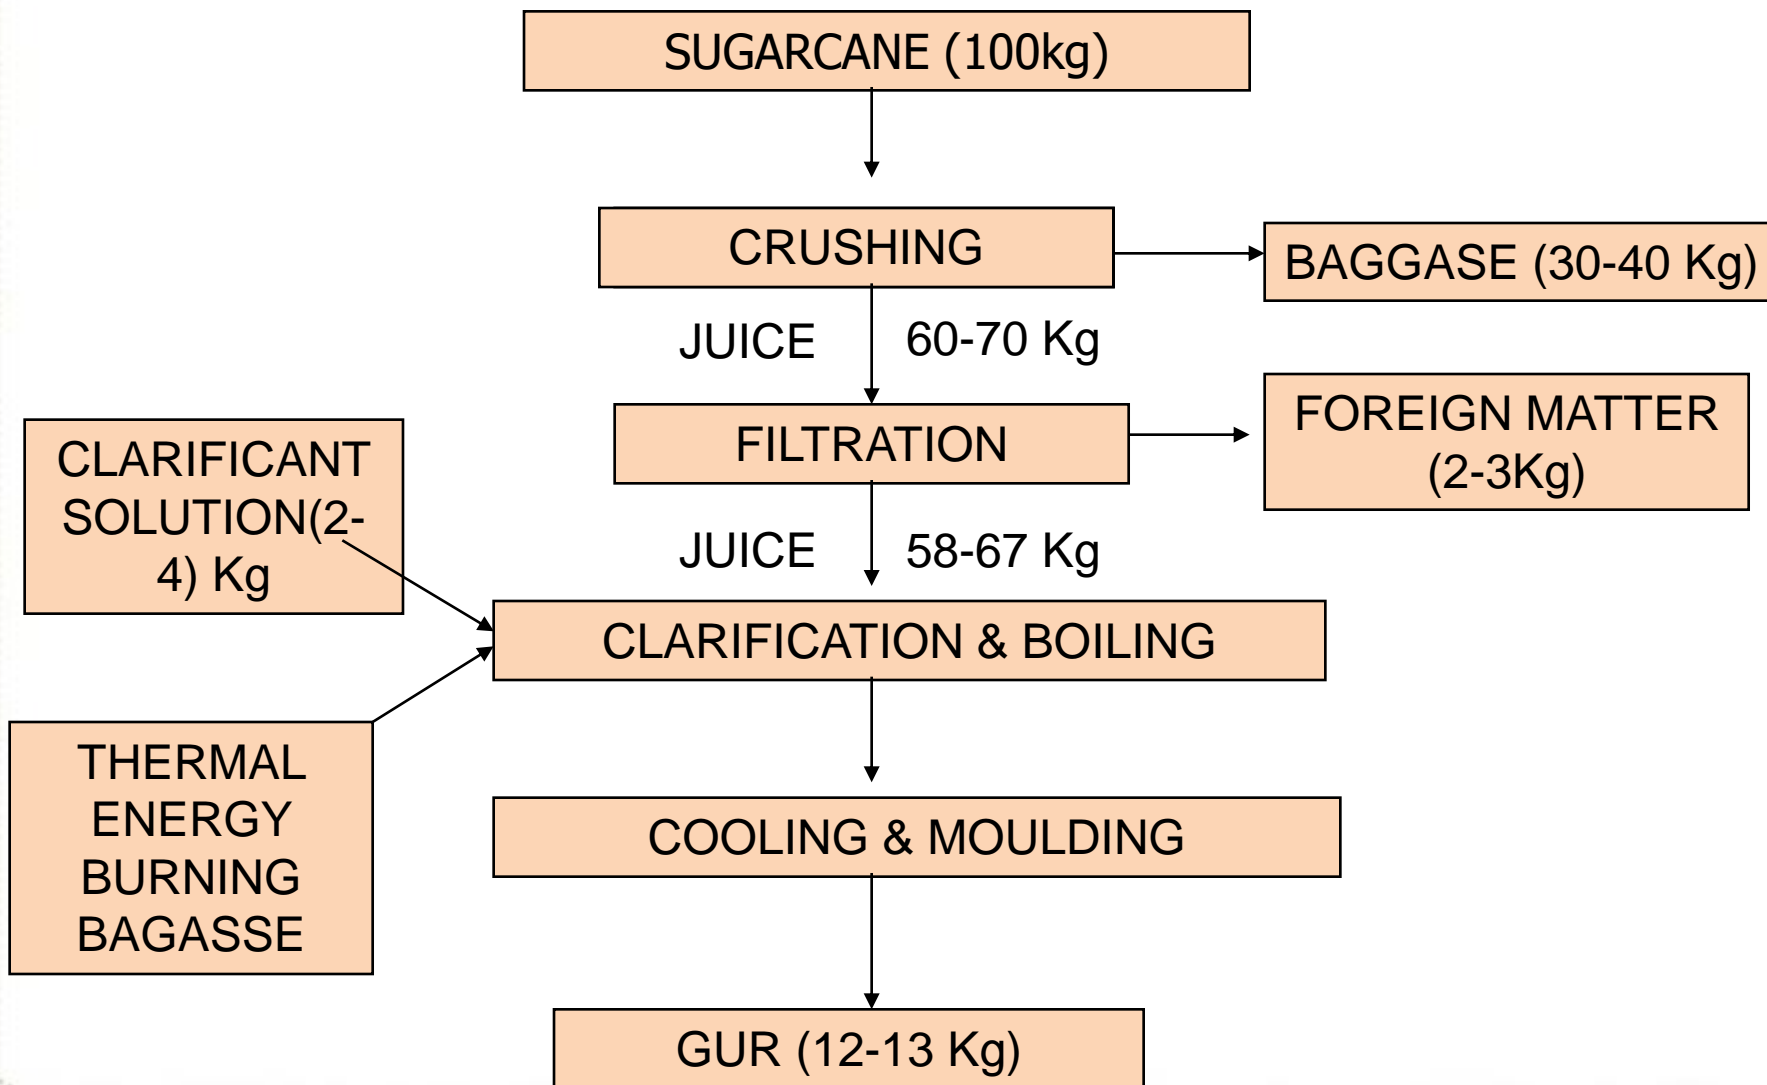 SUGARCANE (100kg)
CRUSHING
BAGGASE (30-40 Kg)
JUICE 60-70 Kg
FILTRATION
FOREIGN MATTER
(2-3Kg)
CLARIFICANT
SOLUTION(2-
4) Kg
JUICE 58-67 Kg
CLARIFICATION & BOILING
THERMAL
ENERGY
BURNING
BAGASSE
COOLING & MOULDING
GUR (12-13 Kg)